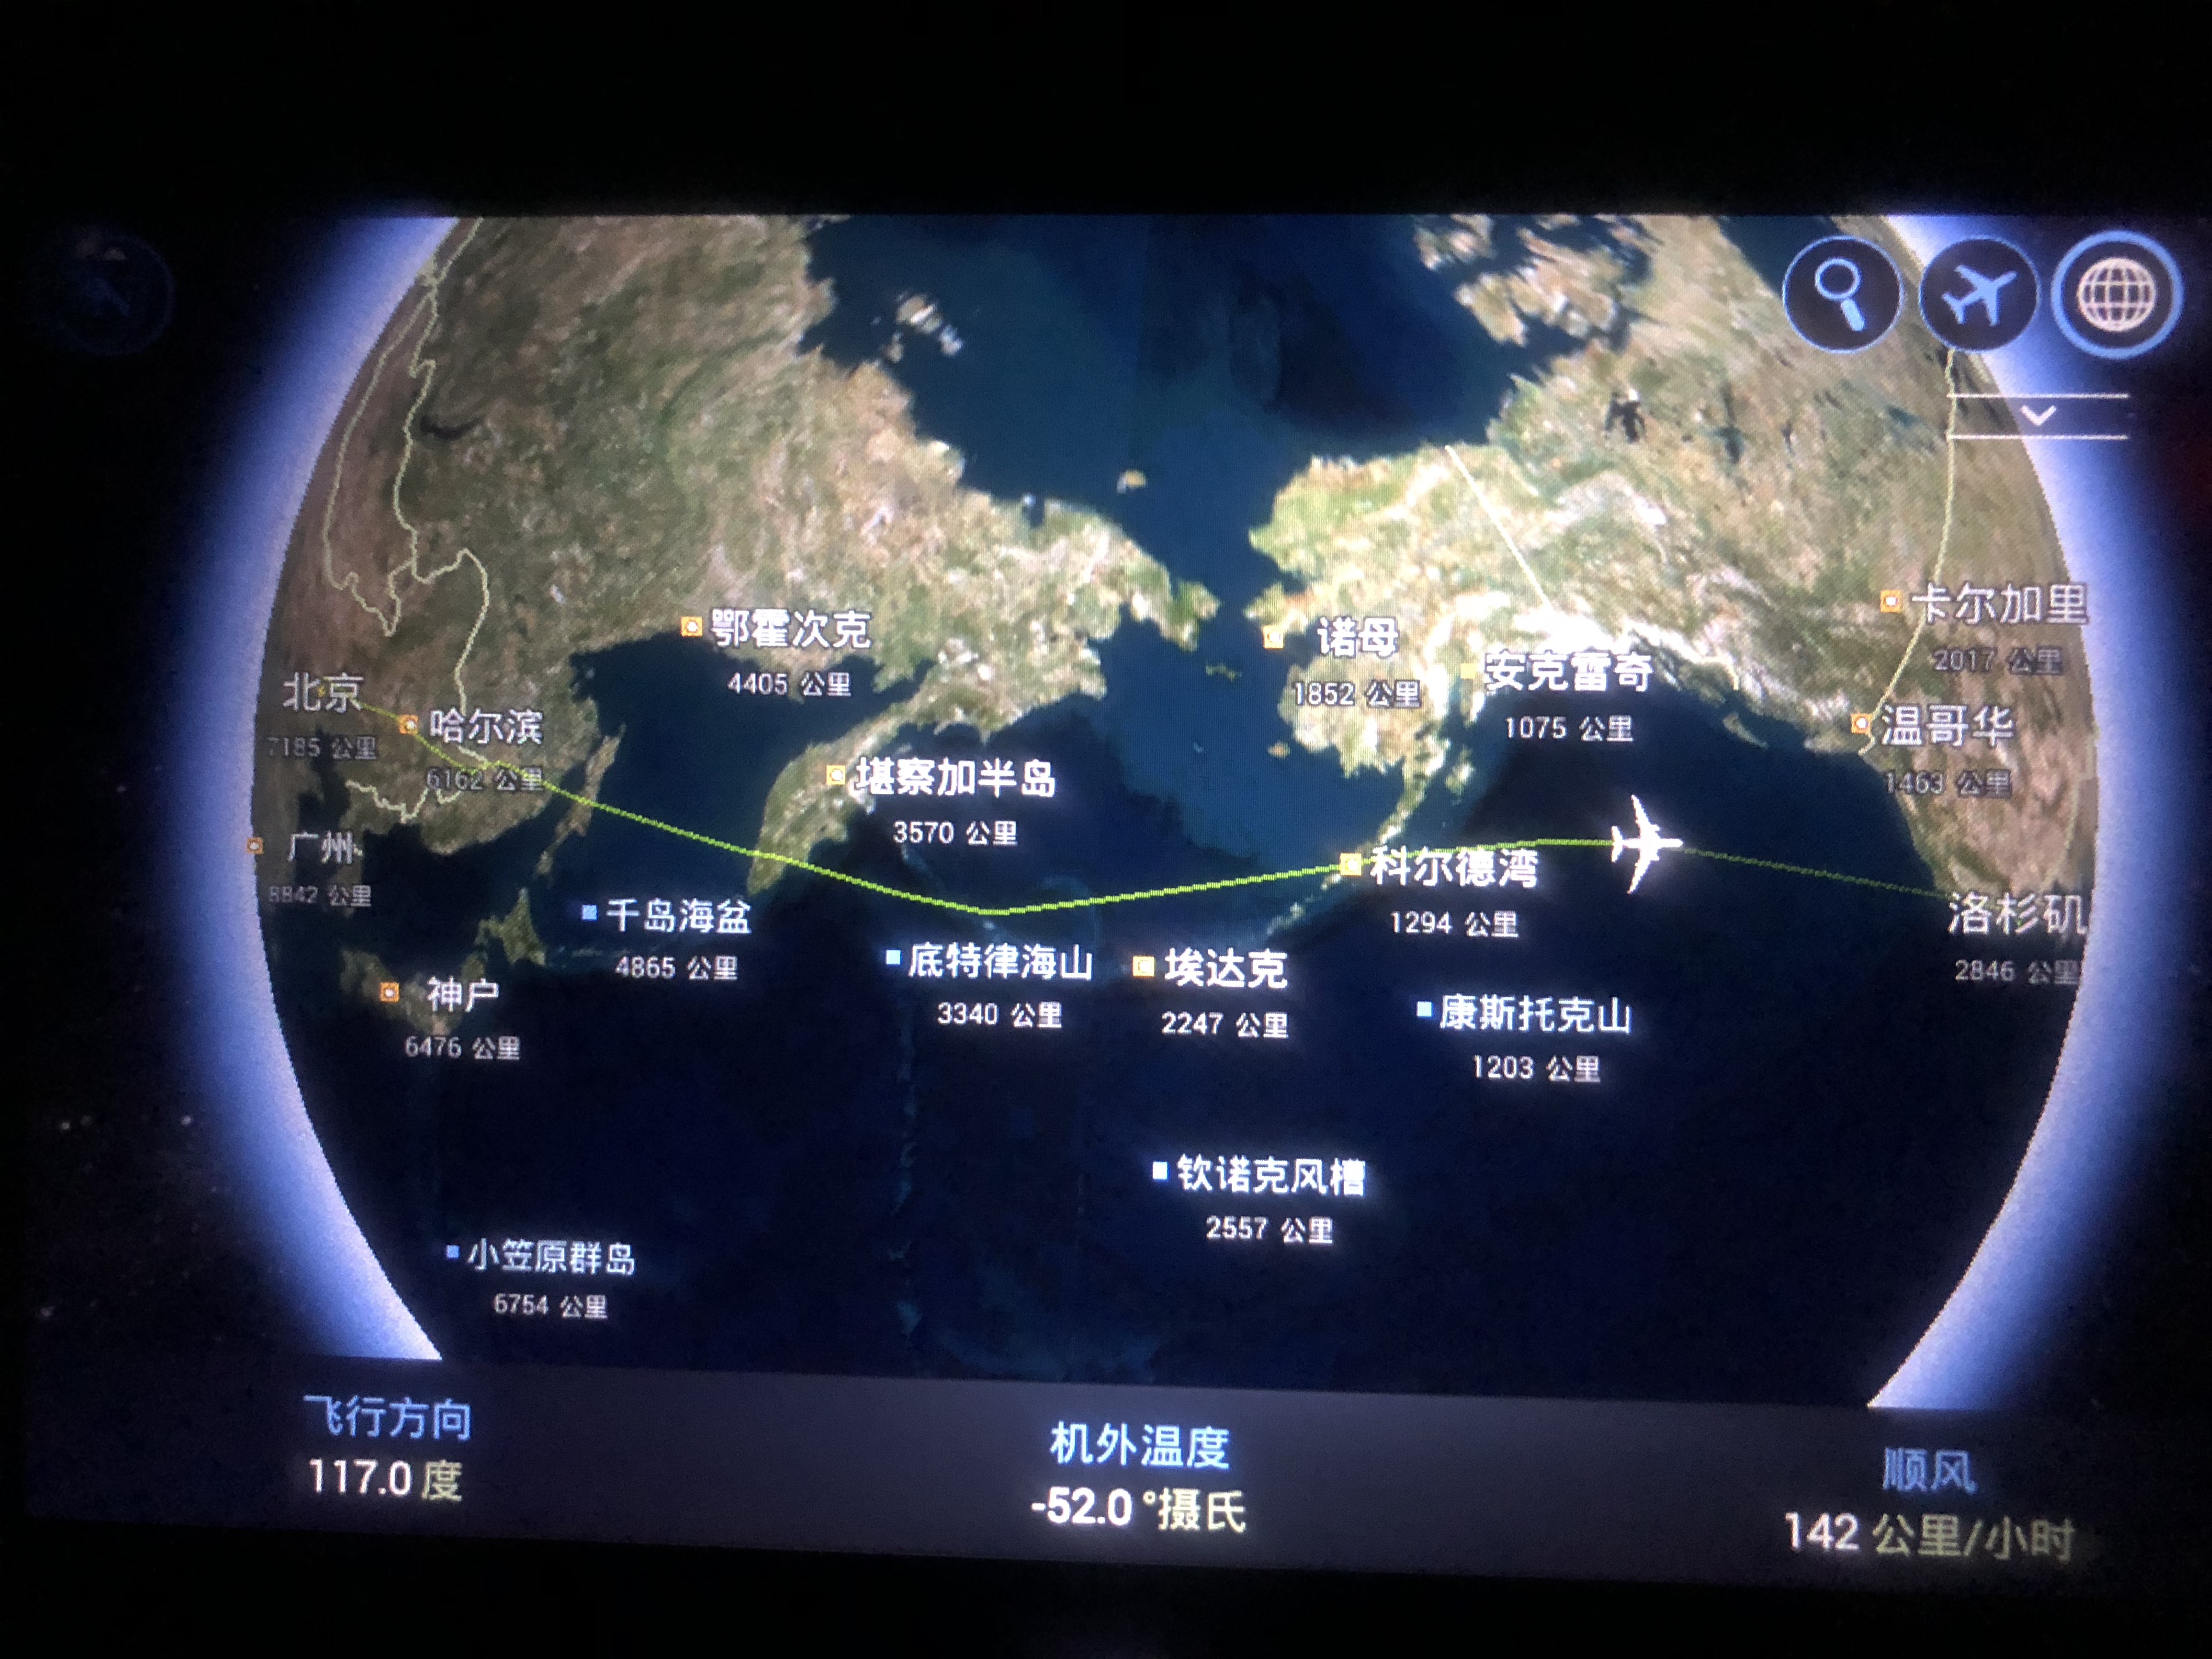 鄂霍次克
4405 公里
诺母
1852 公里
安克雷奇
1075 公里
卡尔加里
2017 公里
北京
7185 公里
哈尔滨
6162 公里
温哥华
1463 公里
堪察加半岛
3570 公里
广州
8842 公里
科尔德湾
1294 公里
洛杉矶
2846 公里
千岛海盆
4865 公里
底特律海山
3340 公里
埃达克
2247 公里
神户
6476 公里
康斯托克山
1203 公里
钦诺克风槽
2557 公里
小笠原群岛
6754 公里
飞行方向
117.0 度
机外温度
-52.0 °摄氏
顺风
142 公里/小时